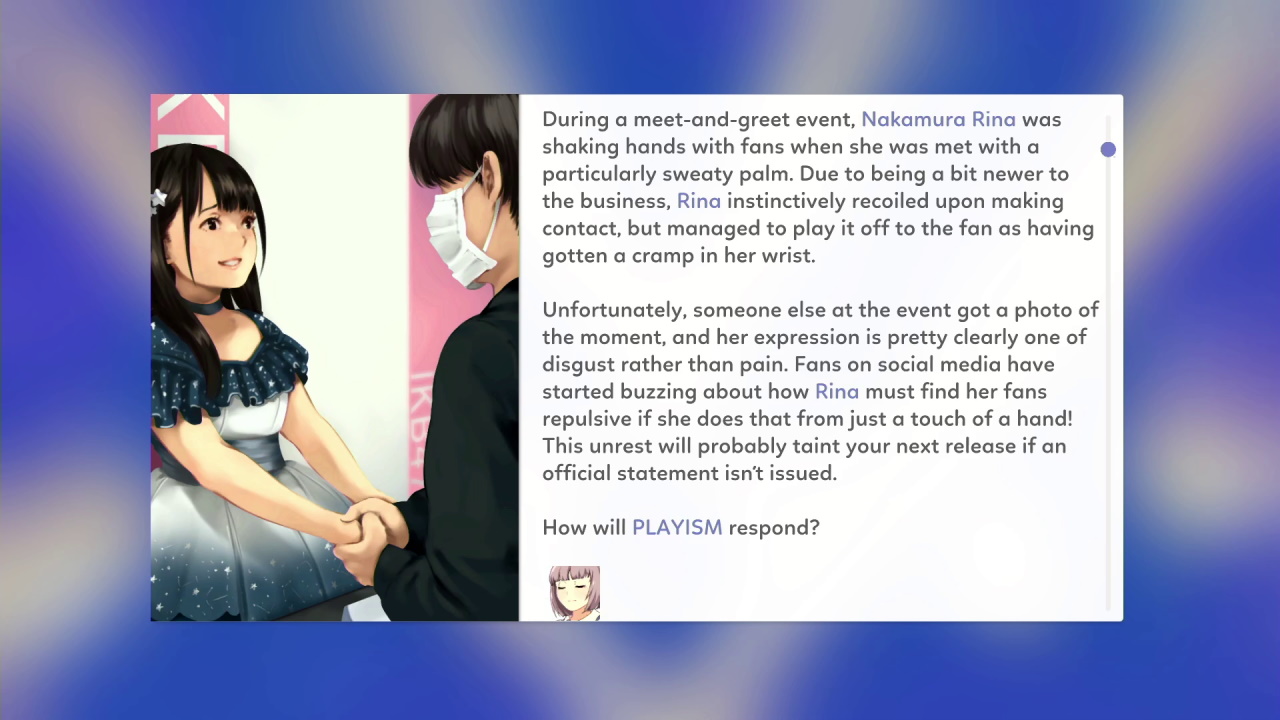 During a meet-and-greet event, Nakamura Rina was
shaking hands with fans when she was met with a
particularly sweaty palm. Due to being a bit newer to
the business, Rina instinctively recoiled upon making
contact, but managed to play it off to the fan as having
gotten a cramp in her wrist.
Unfortunately, someone else at the event got a photo of
the moment, and her expression is pretty clearly one of
disgust rather than pain. Fans on social media have
started buzzing about how Rina must find her fans
repulsive if she does that from just a touch of a hand!
This unrest will probably taint your next release if an
official statement isn't issued.
How will PLAYISM respond?